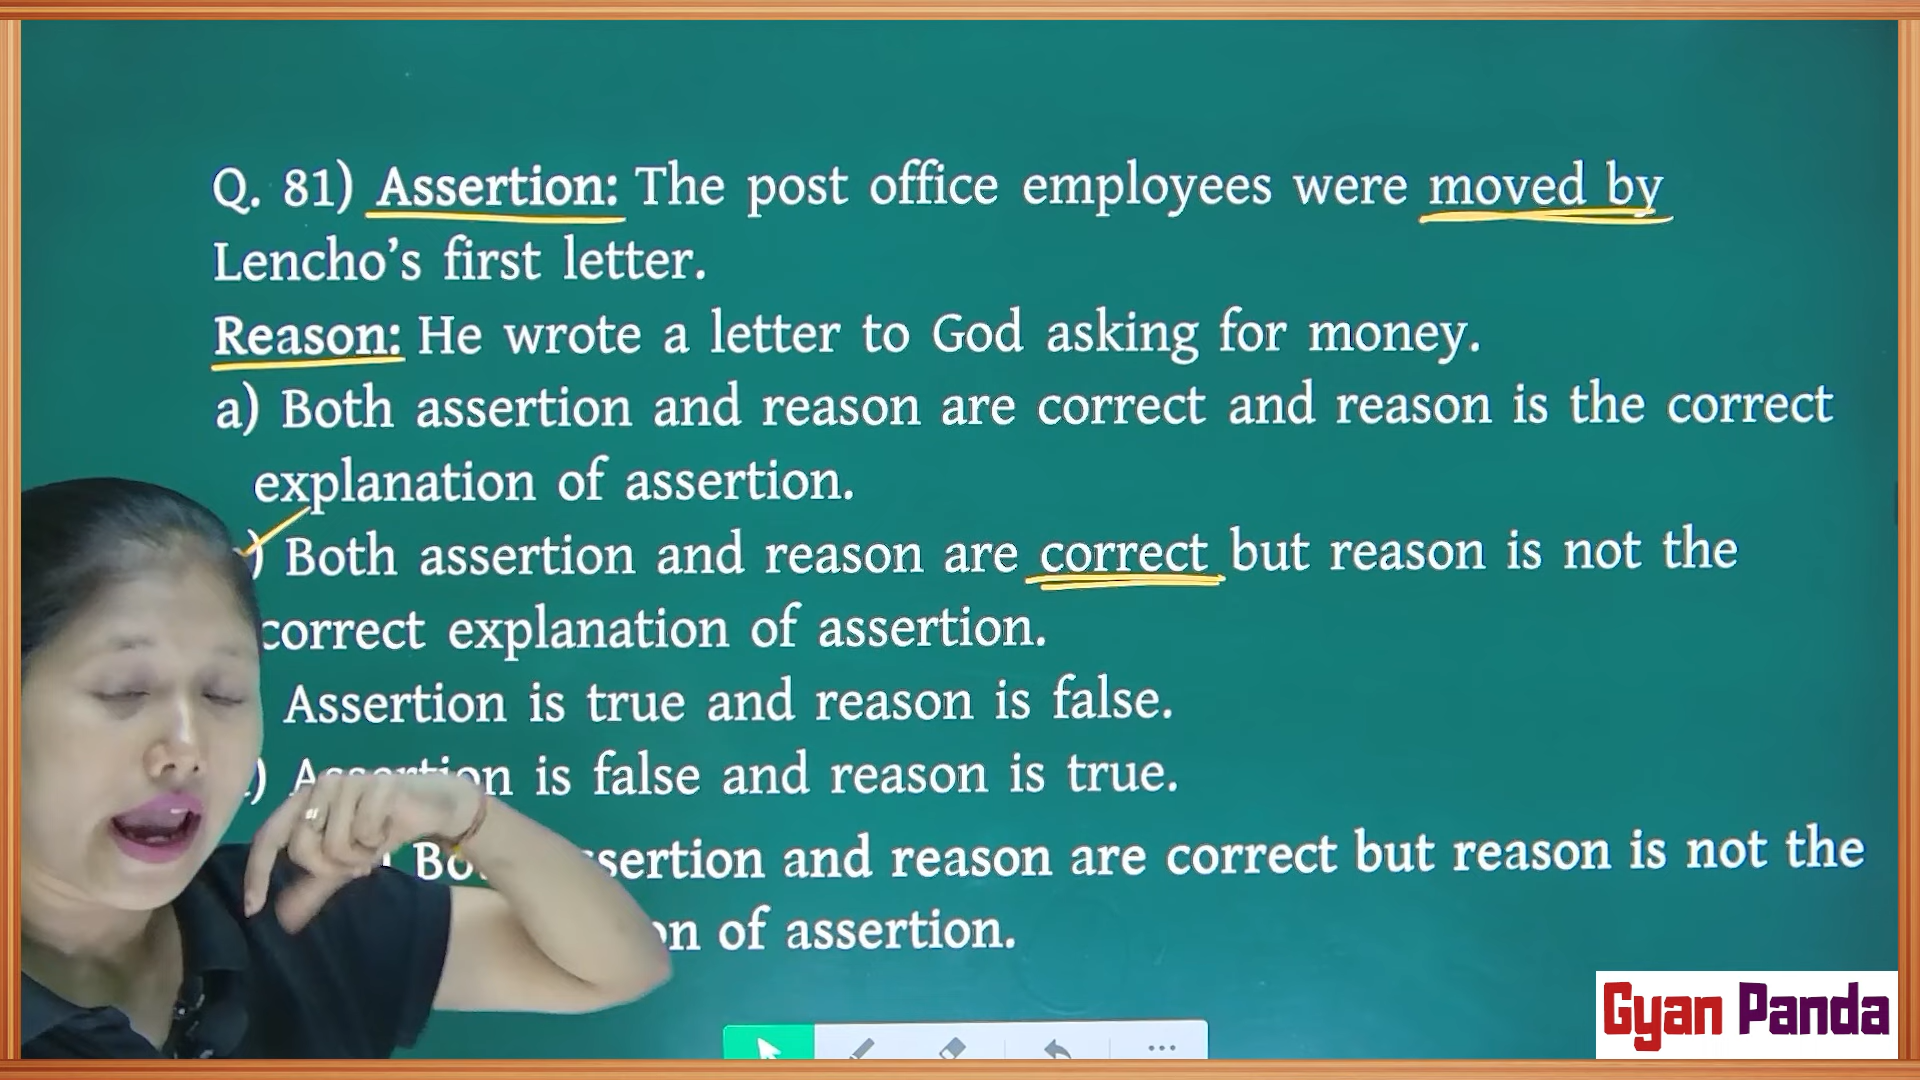 Q. 81) Assertion: The post office employees were moved by
Lencho’s first letter.
Reason: He wrote a letter to God asking for money.
a) Both assertion and reason are correct and reason is the correct
explanation of assertion.
) Both assertion and reason are correct but reason is not the
correct explanation of assertion.
Assertion is true and reason is false.
) Assertion is false and reason is true.
assertion and reason are correct but reason is not the
of assertion.
Gyan Panda